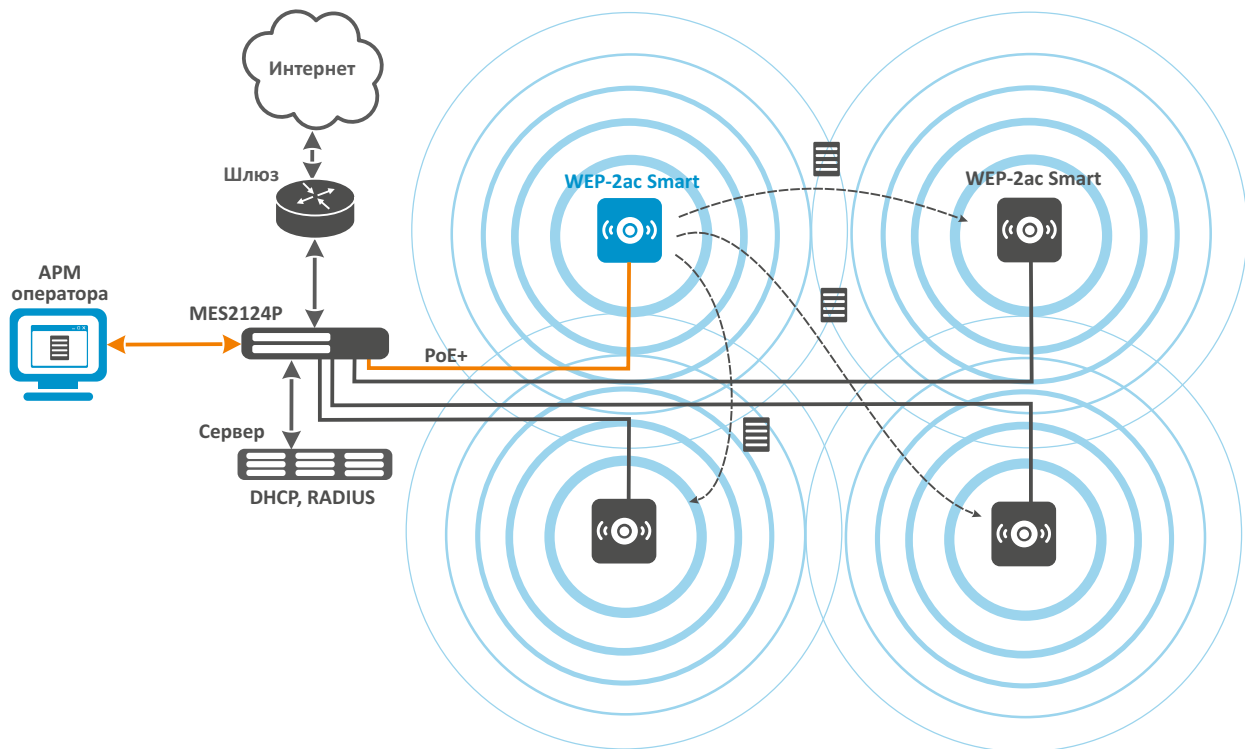 Интернет
Шлюз
WEP-2ac Smart
WEP-2ac Smart
АРМ
оператора
MES2124P
PoE+
Сервер
DHCP, RADIUS